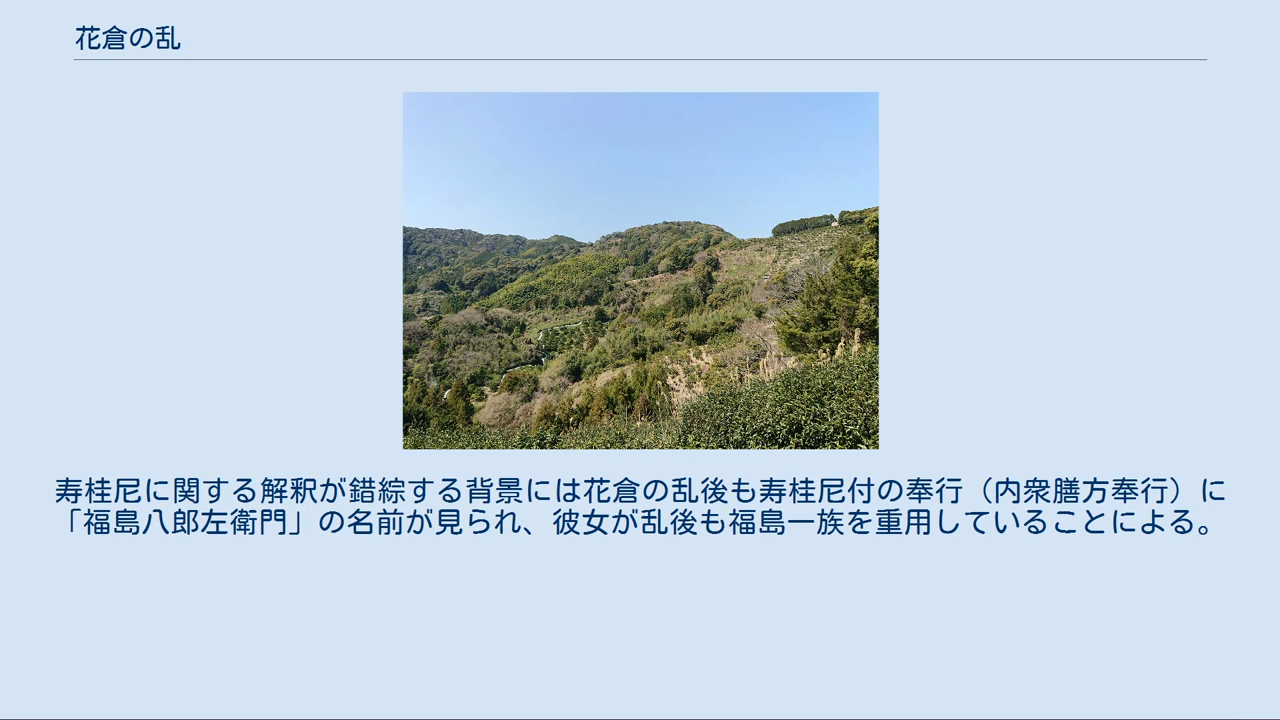 花倉の乱
寿桂尼に関する解釈が錯綜する背景には花倉の乱後も寿桂尼付の奉行（内衆膳方奉行）に
「福島八郎左衛門」の名前が見られ、彼女が乱後も福島一族を重用していることによる。